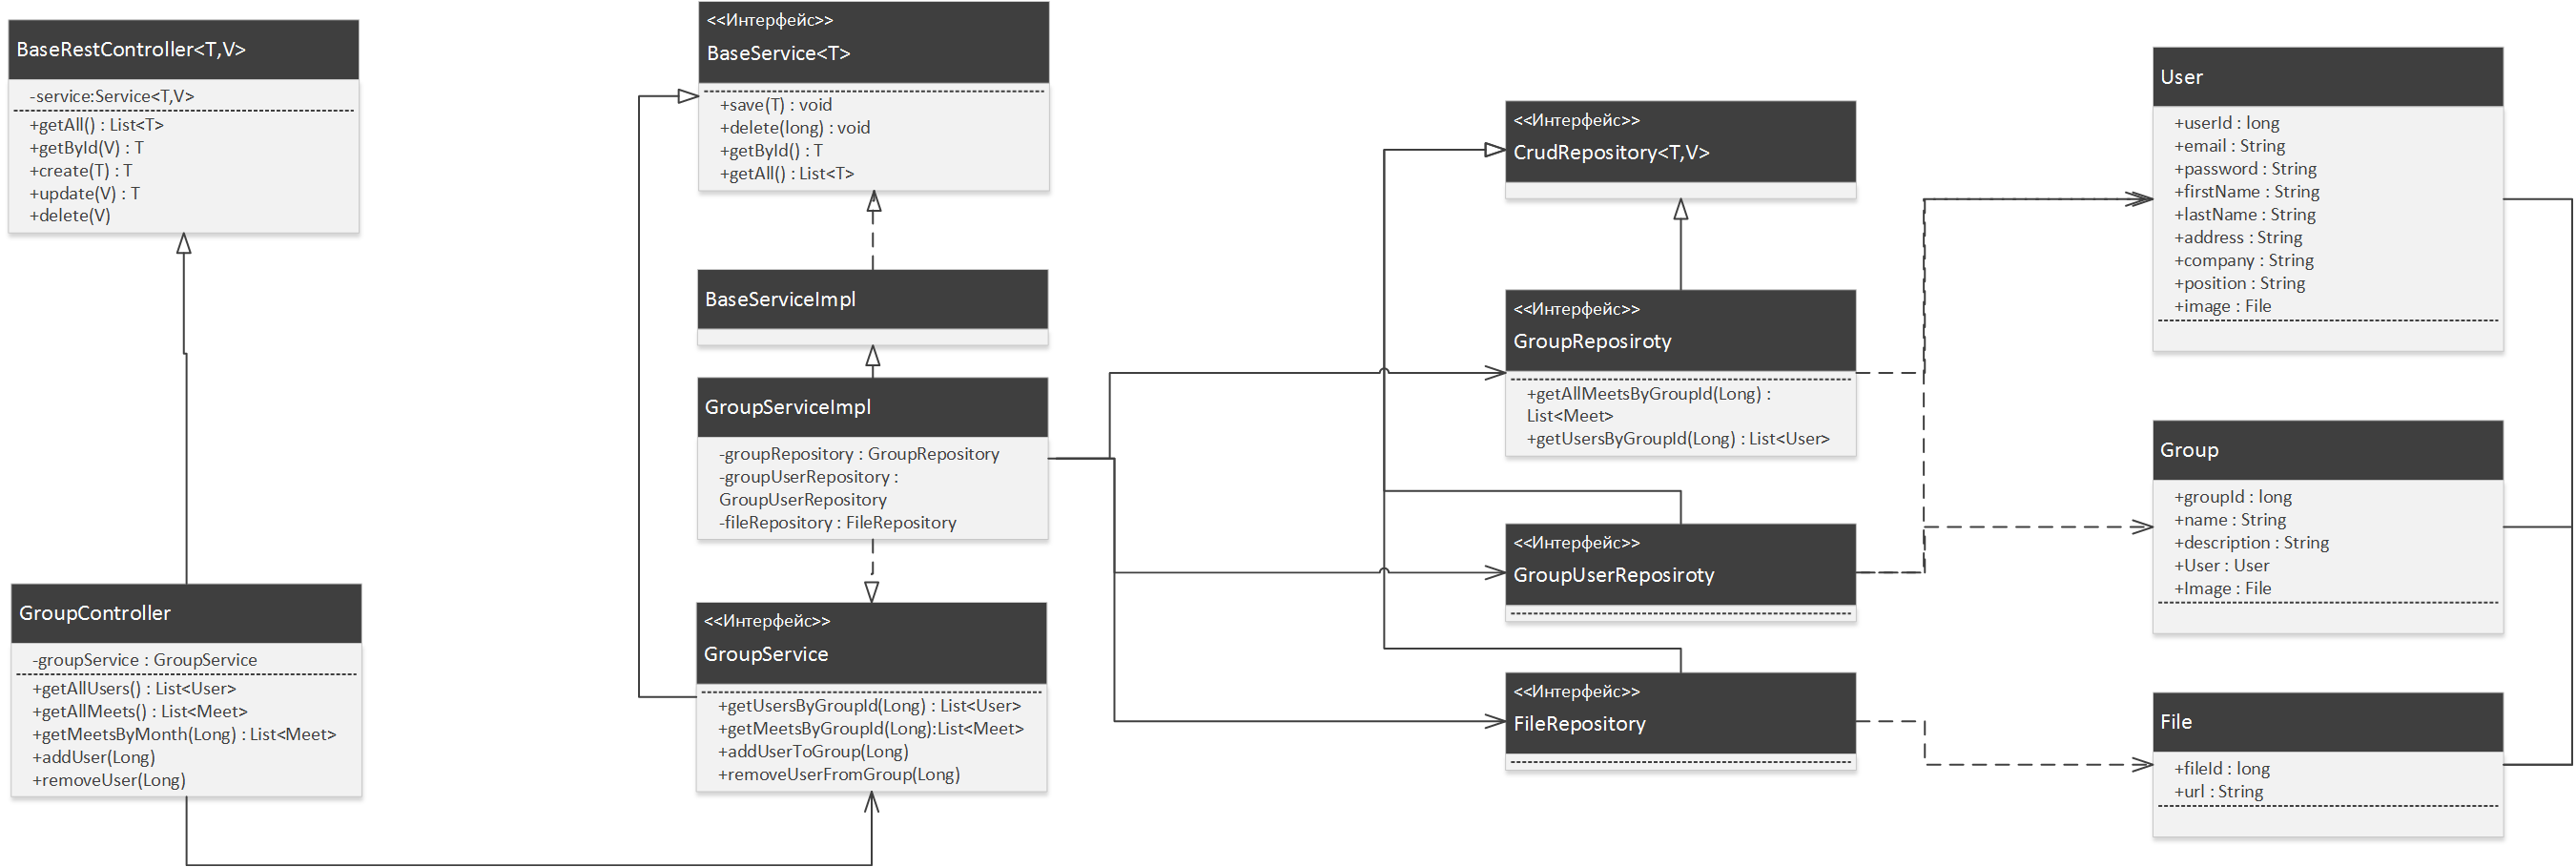 BaseRestController<T,V>
-service:Service<T,V>
+getAll() : List<T>
+getById(V) : T
+create(T) : T
+update(V) : T
+delete(V)
GroupController
-groupService : GroupService
+getAllUsers() : List<User>
+getAllMeets() : List<Meet>
+getMeetsByMonth(Long) : List<Meet>
+addUser(Long)
+removeUser(Long)
<<Интерфейс>>
BaseService<T>
+save(T) : void
+delete(long) : void
+getById() : T
+getAll() : List<T>
BaseServiceImpl
GroupServiceImpl
-groupRepository : GroupRepository
-groupUserRepository :
GroupUserRepository
-fileRepository : FileRepository
<<Интерфейс>>
GroupService
+getUsersByGroupId(Long) : List<User>
+getMeetsByGroupId(Long):List<Meet>
+addUserToGroup(Long)
+removeUserFromGroup(Long)
<<Интерфейс>>
CrudRepository<T,V>
<<Интерфейс>>
GroupReposiroty
+getAllMeetsByGroupId(Long) :
List<Meet>
+getUsersByGroupId(Long) : List<User>
<<Интерфейс>>
GroupUserReposiroty
<<Интерфейс>>
FileRepository
User
+userId : long
+email : String
+password : String
+firstName : String
+lastName : String
+address : String
+company : String
+position : String
+image : File
Group
+groupId : long
+name : String
+description : String
+User : User
+Image : File
File
+fileId : long
+url : String